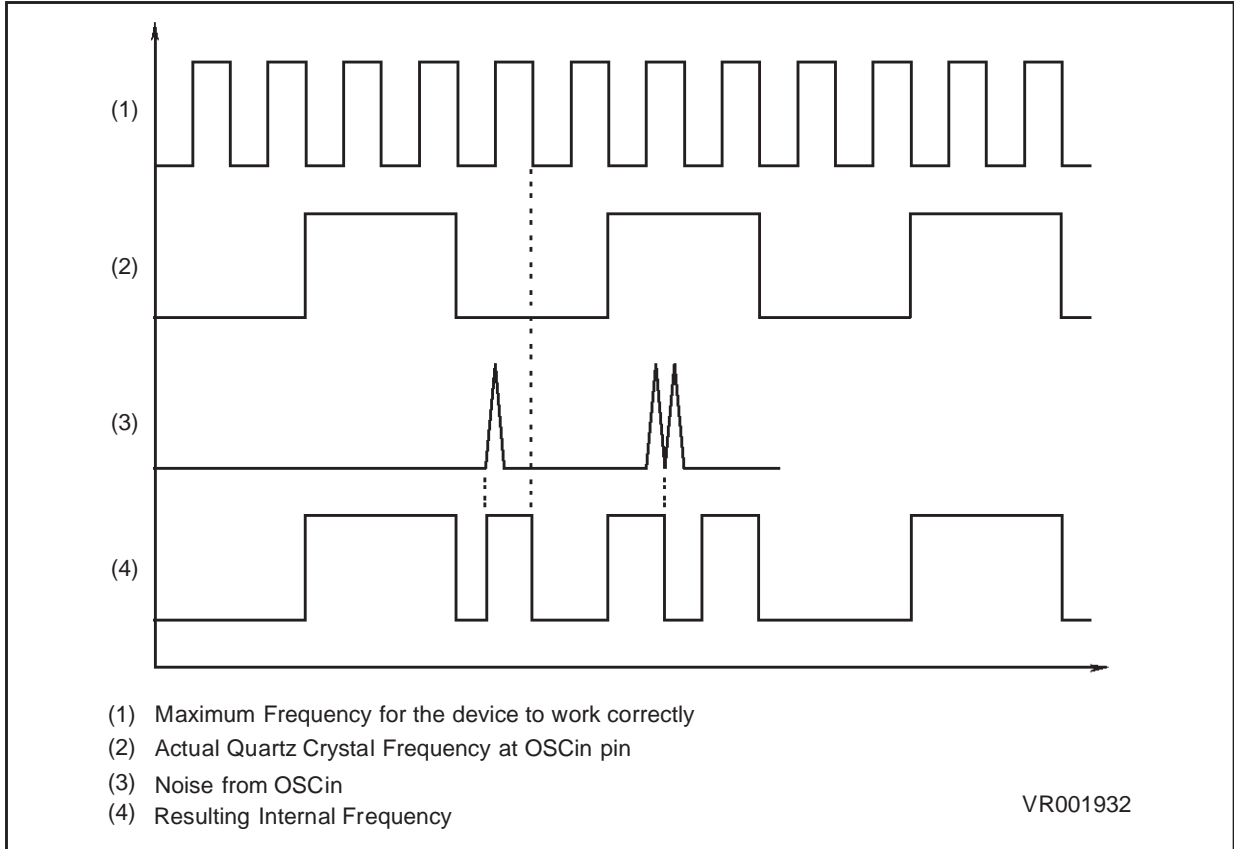 (1)
(2)
(3)
(4)
(1) Maximum Frequency for the device to work correctly
(2) Actual Quartz Crystal Frequency at OSCin pin
(3) Noise from OSCin
(4) Resulting Internal Frequency
VR001932